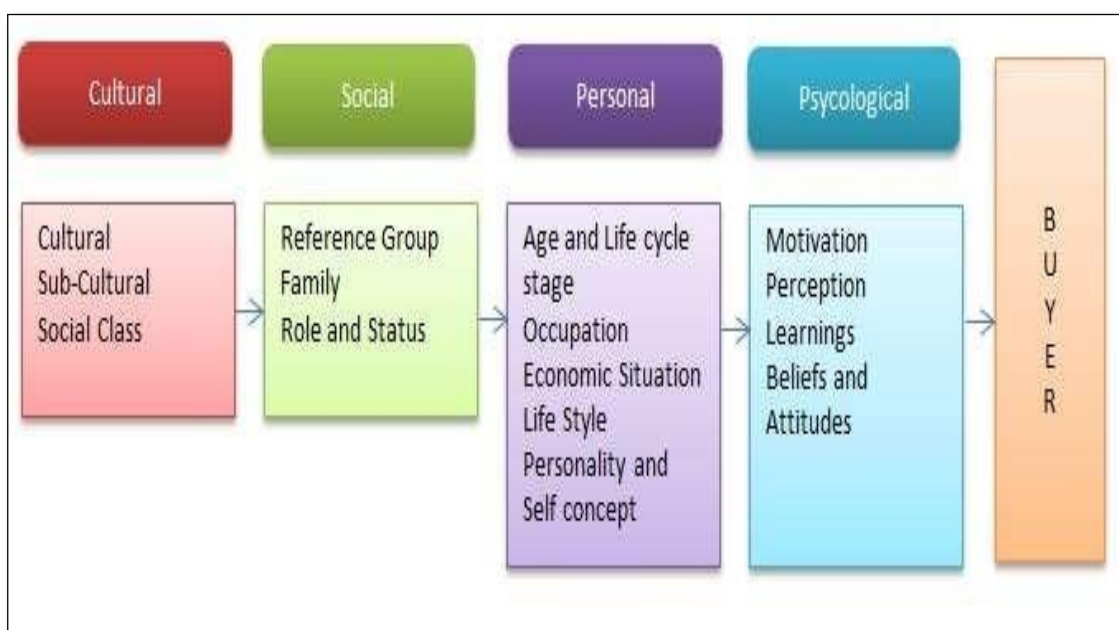 Cultural
Social
Personal
Psycological
Cultural
Sub-Cultural
Social Class
Reference Group
Family
Role and Status
Age and Life cycle
stage
Occupation
Economic Situation
Life Style
Personality and
Self concept
Motivation
Perception
Learnings
Beliefs and
Attitudes
B
U
Y
E
R